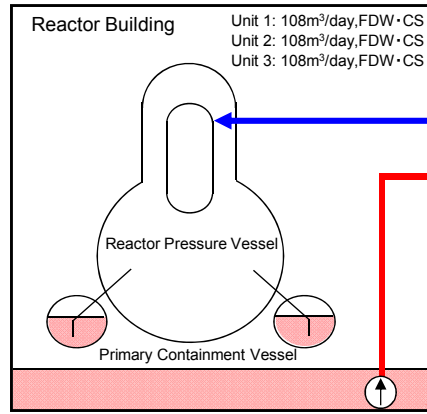 Reactor Building
Unit 1: 108m³/day,FDW・CS
Unit 2: 108m³/day,FDW・CS
Unit 3: 108m³/day,FDW・CS
Reactor Pressure Vessel
Primary Containment Vessel